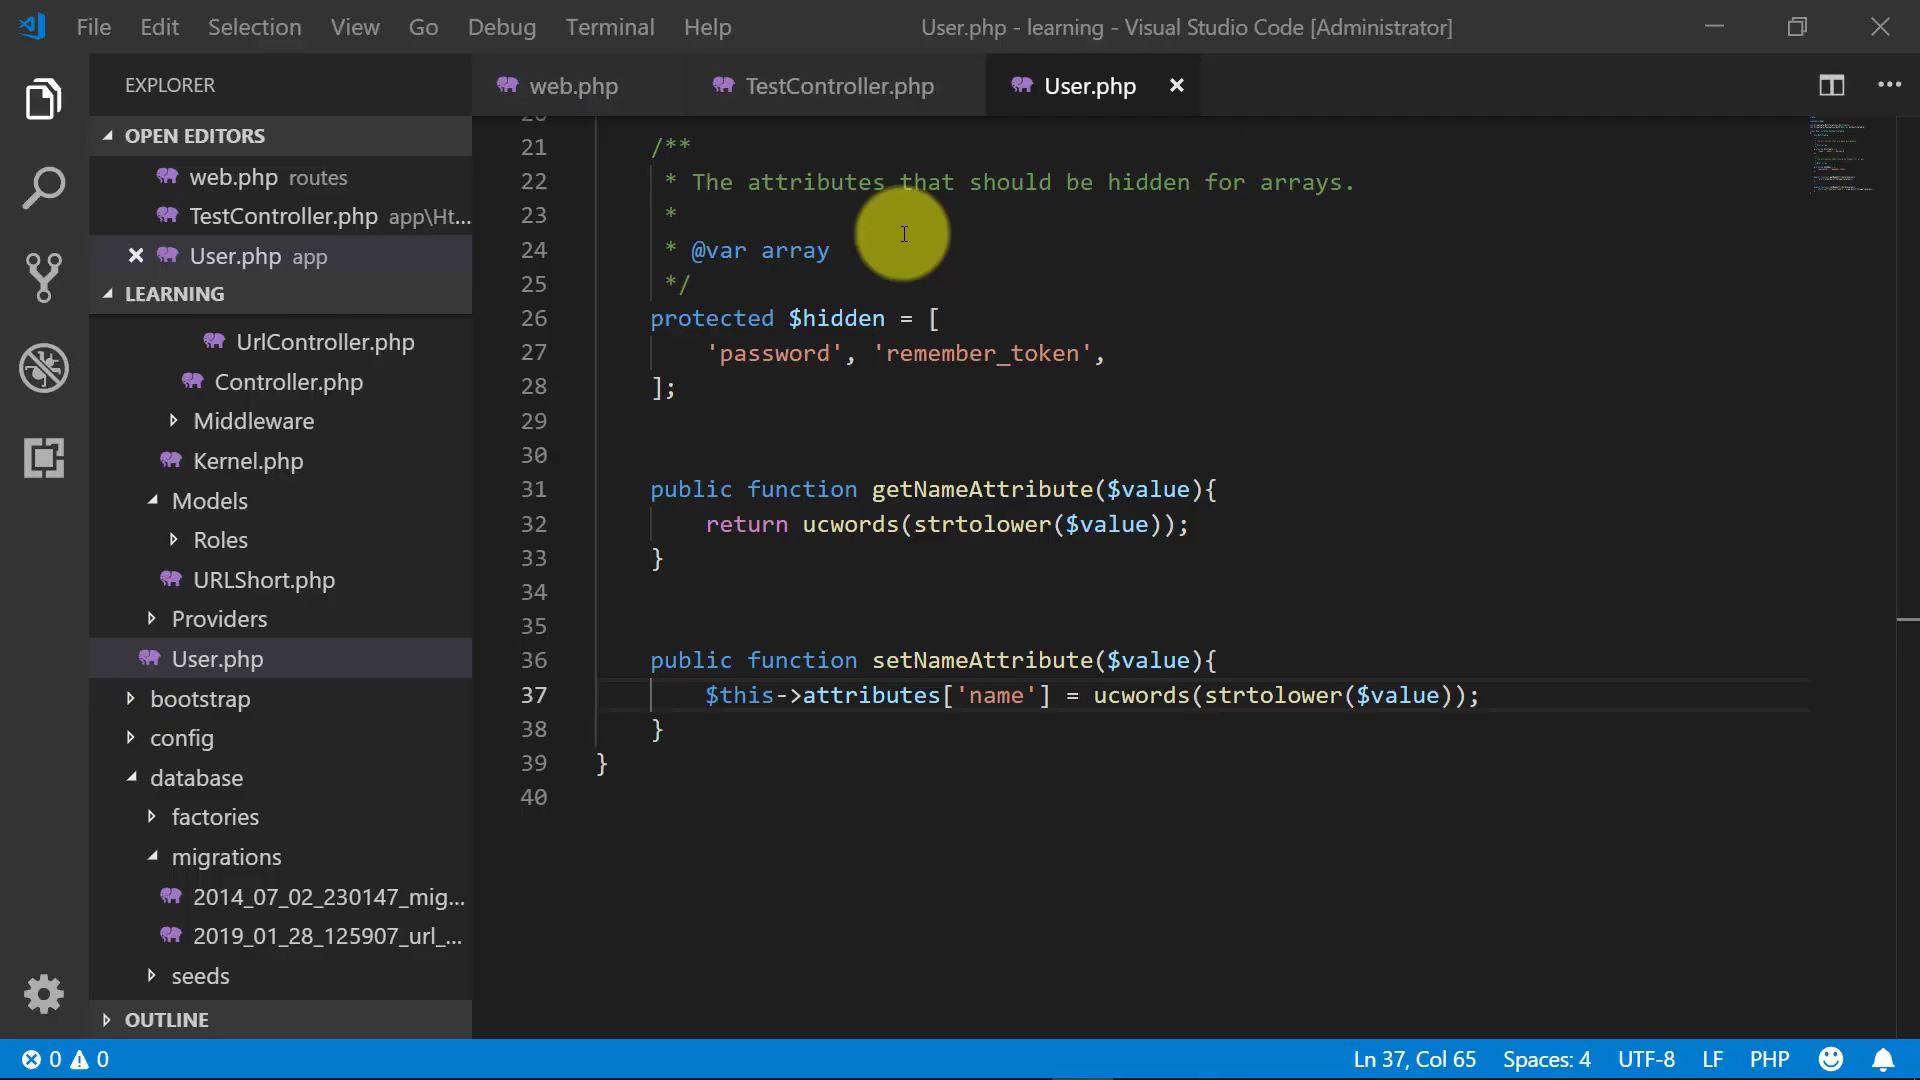 File Edit Selection View Go Debug Terminal Help User.php - learning - Visual Studio Code [Administrator]
EXPLORER
web.php TestController.php User.php
OPEN EDITORS
web.php routes
TestController.php app\Ht...
User.php app
LEARNING
UrlController.php
Controller.php
Middleware
Kernel.php
Models
Roles
URLShort.php
Providers
User.php
bootstrap
config
database
factories
migrations
2014_07_02_230147_mig...
2019_01_28_125907_url_...
seeds
OUTLINE
21 /**
22 * The attributes that should be hidden for arrays.
23 *
24 * @var array
25 */
26 protected $hidden = [
27 'password', 'remember_token',
28 ];
29
30
31 public function getNameAttribute($value){
32 return ucwords(strtolower($value));
33 }
34
35
36 public function setNameAttribute($value){
37 $this->attributes['name'] = ucwords(strtolower($value));
38 }
39 }
40
0 0 Ln 37, Col 65 Spaces: 4 UTF-8 LF PHP